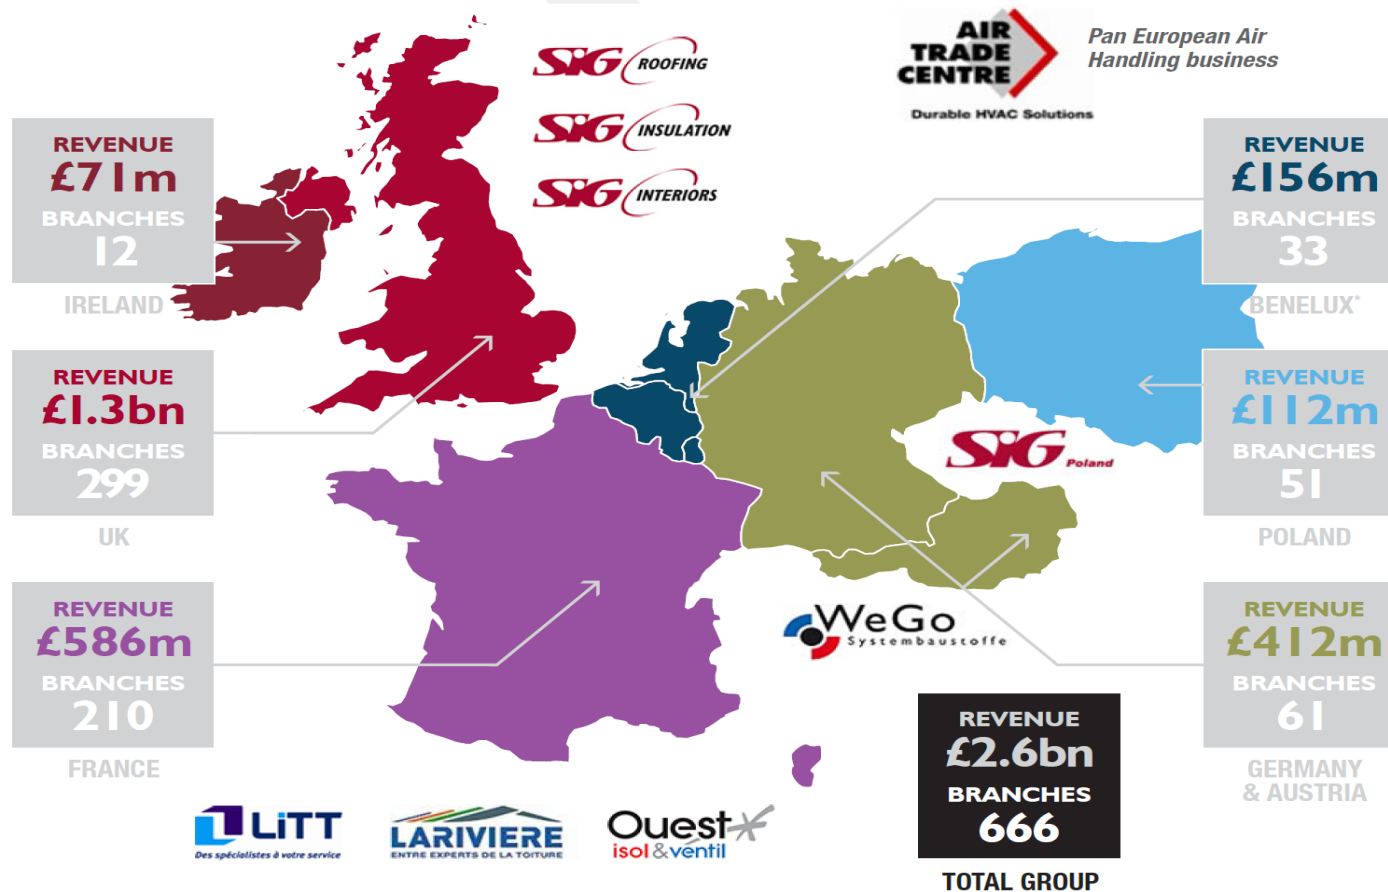 SIG ROOFING
SIG INSULATION
SIG INTERIORS
AIR
TRADE
CENTRE
Durable HVAC Solutions
Pan European Air
Handling business
REVENUE
£71m
BRANCHES
12
IRELAND
REVENUE
£1.3bn
BRANCHES
299
UK
REVENUE
£586m
BRANCHES
210
FRANCE
REVENUE
£156m
BRANCHES
33
BENELUX*
REVENUE
£112m
BRANCHES
51
POLAND
SIG Poland
REVENUE
£412m
BRANCHES
61
GERMANY
& AUSTRIA
WeGo
Systembaustoffe
REVENUE
£2.6bn
BRANCHES
666
TOTAL GROUP
LiTT
Des spécialistes à votre service
LARIVIERE
ENTRE EXPERTS DE LA TOITURE
Ouest
isol & ventil